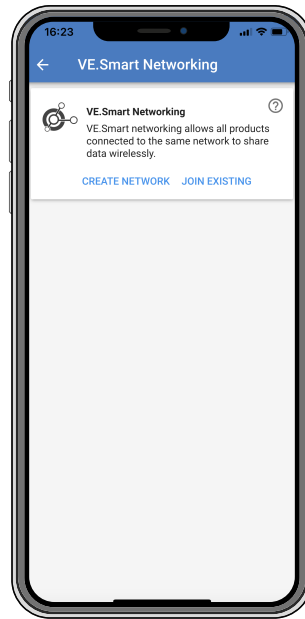 16:23
VE.Smart Networking
VE.Smart Networking
VE.Smart networking allows all products
connected to the same network to share
data wirelessly.
CREATE NETWORK JOIN EXISTING